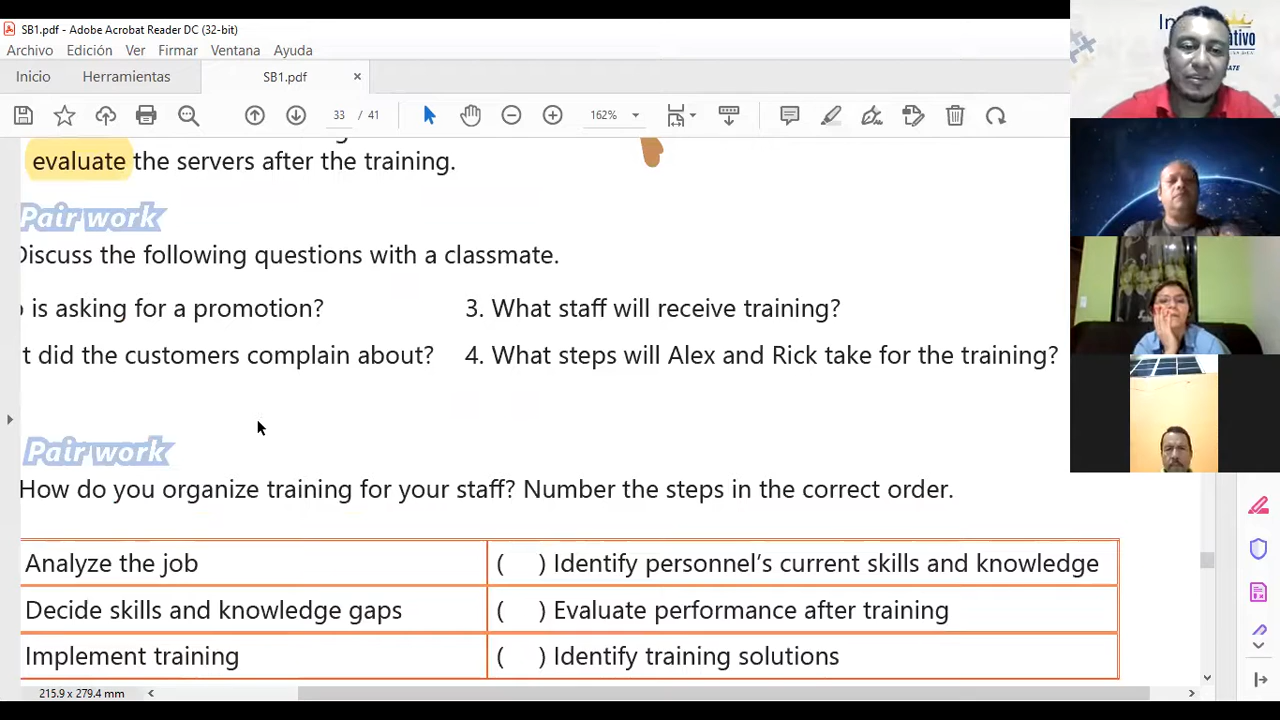 SB1.pdf - Adobe Acrobat Reader DC (32-bit)
Archivo Edición Ver Firmar Ventana Ayuda
Inicio Herramientas SB1.pdf ×
33 / 41 162%
evaluate the servers after the training.
Pair work
Discuss the following questions with a classmate.
is asking for a promotion? 3. What staff will receive training?
t did the customers complain about? 4. What steps will Alex and Rick take for the training?
Pair work
How do you organize training for your staff? Number the steps in the correct order.
Analyze the job ( ) Identify personnel's current skills and knowledge
Decide skills and knowledge gaps ( ) Evaluate performance after training
Implement training ( ) Identify training solutions
215.9 x 279.4 mm